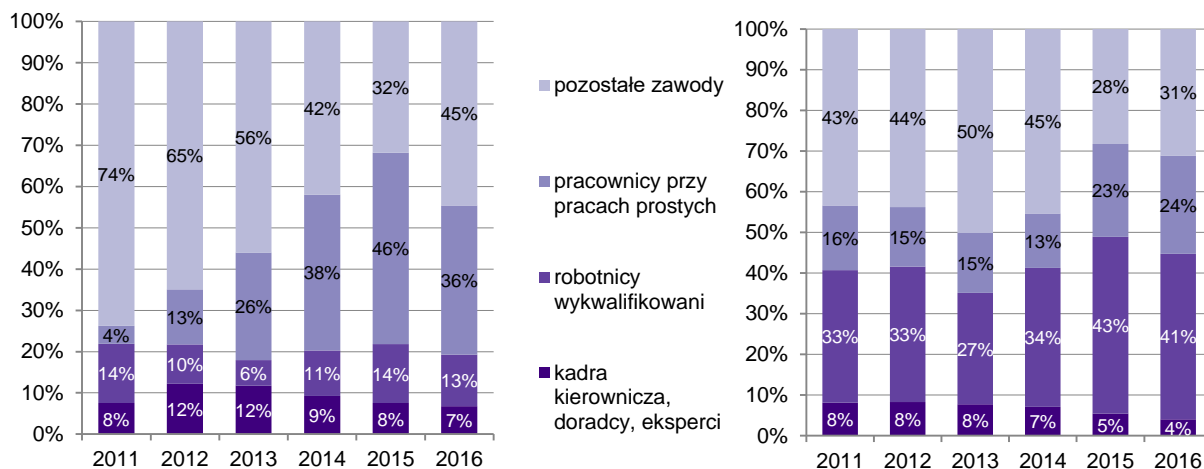 100%
90%
80%
70%
60%
50%
40%
30%
20%
10%
0%
74% 65% 56% 42% 32% 45%
4% 13% 26% 38% 46% 36%
14% 10% 6% 11% 14% 13%
8% 12% 12% 9% 8% 7%
2011 2012 2013 2014 2015 2016
pozostałe zawody
pracownicy przy
pracach prostych
robotnicy
wykwalifikowani
kadra
kierownicza,
doradcy, eksperci
100%
90%
80%
70%
60%
50%
40%
30%
20%
10%
0%
43% 44% 50% 45% 28% 31%
16% 15% 15% 13% 23% 24%
33% 33% 27% 34% 43% 41%
8% 8% 8% 7% 5% 4%
2011 2012 2013 2014 2015 2016